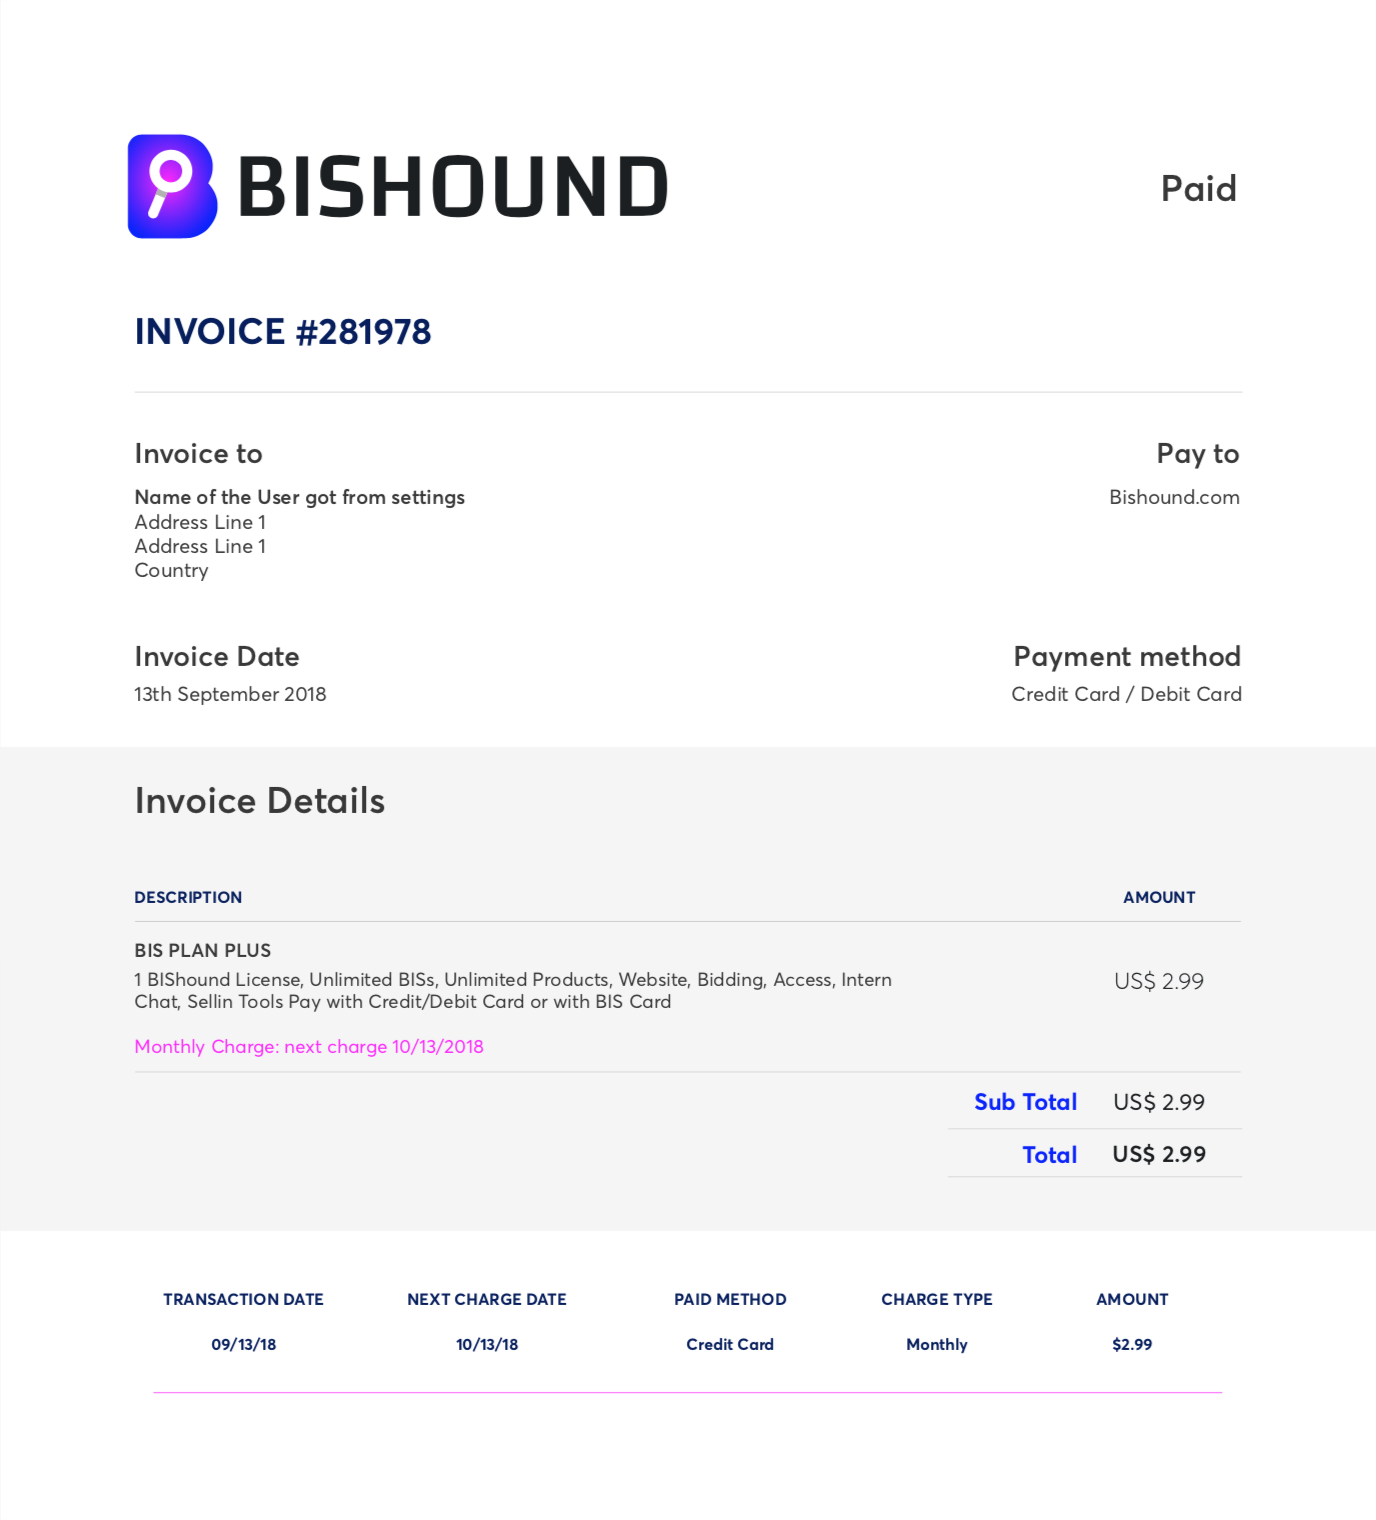 BISHOUND
Paid
INVOICE #281978
Invoice to
Pay to
Name of the User got from settings
Bishound.com
Address Line 1
Address Line 1
Country
Invoice Date
Payment method
13th September 2018
Credit Card / Debit Card
Invoice Details
DESCRIPTION
AMOUNT
BIS PLAN PLUS
1 BIShound License, Unlimited BISs, Unlimited Products, Website, Bidding, Access, Intern
US$ 2.99
Chat, Sellin Tools Pay with Credit/Debit Card or with BIS Card
Monthly Charge: next charge 10/13/2018
Sub Total US$ 2.99
Total US$ 2.99
TRANSACTION DATE NEXT CHARGE DATE PAID METHOD CHARGE TYPE AMOUNT
09/13/18 10/13/18 Credit Card Monthly $2.99